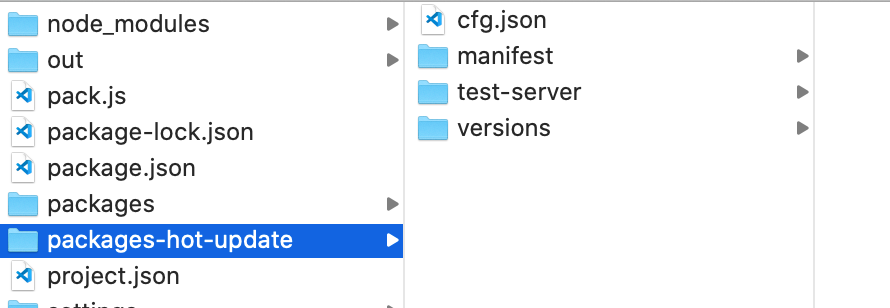 node_modules
out
pack.js
package-lock.json
package.json
packages
packages-hot-update
project.json
settings
cfg.json
manifest
test-server
versions